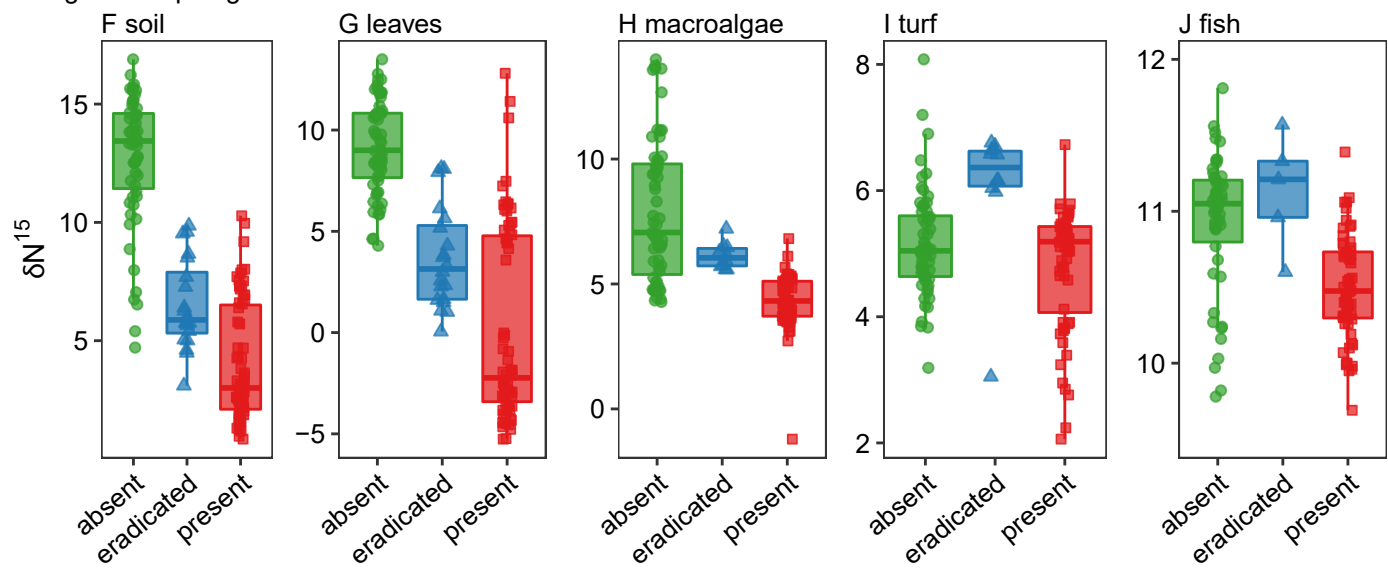 F soil
G leaves
H macroalgae
I turf
J fish
δN¹⁵
15
10
5
10
5
0
−5
10
5
0
8
6
4
2
12
11
10
absent
eradicated
present
absent
eradicated
present
absent
eradicated
present
absent
eradicated
present
absent
eradicated
present